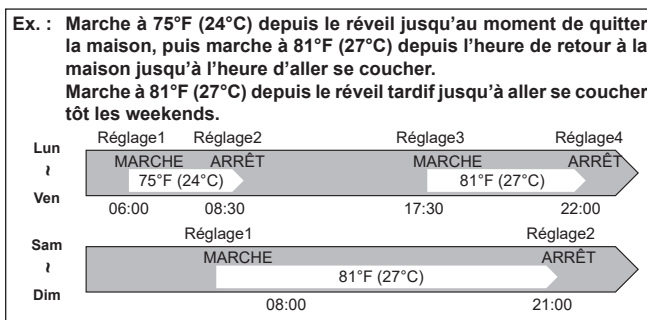 Ex. : Marche à 75°F (24°C) depuis le réveil jusqu'au moment de quitter
la maison, puis marche à 81°F (27°C) depuis l'heure de retour à la
maison jusqu'à l'heure d'aller se coucher.
Marche à 81°F (27°C) depuis le réveil tardif jusqu'à aller se coucher
tôt les weekends.
Réglage1 Réglage2 Réglage3 Réglage4
Lun
~
Ven
MARCHE ARRÊT MARCHE ARRÊT
75°F (24°C) 81°F (27°C)
06:00 08:30 17:30 22:00
Réglage1 Réglage2
Sam
~
Dim
MARCHE ARRÊT
81°F (27°C)
08:00 21:00